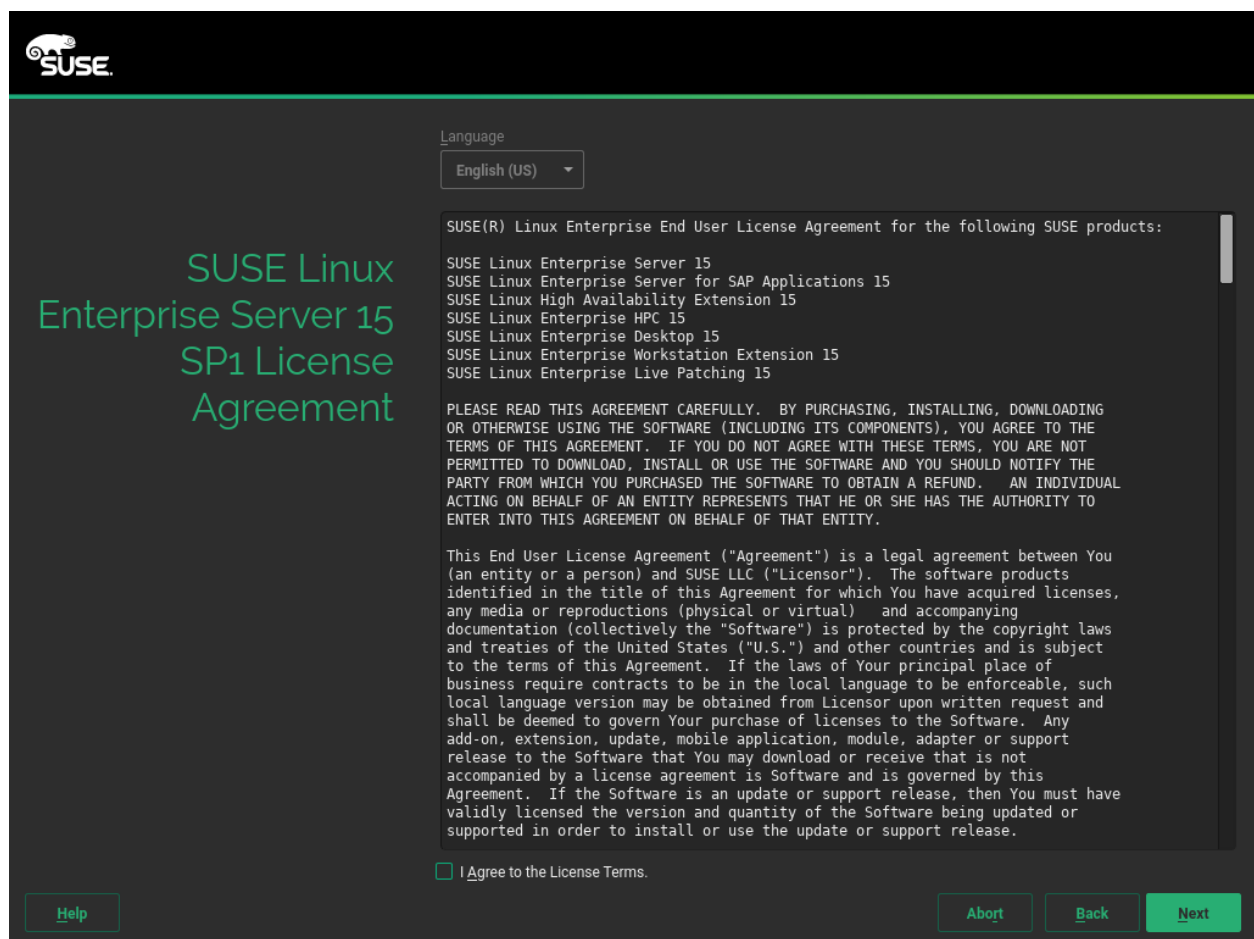 SUSE.
Language
English (US)
SUSE Linux
Enterprise Server 15
SP1 License
Agreement
SUSE(R) Linux Enterprise End User License Agreement for the following SUSE products:
SUSE Linux Enterprise Server 15
SUSE Linux Enterprise Server for SAP Applications 15
SUSE Linux High Availability Extension 15
SUSE Linux Enterprise HPC 15
SUSE Linux Enterprise Desktop 15
SUSE Linux Enterprise Workstation Extension 15
SUSE Linux Enterprise Live Patching 15
PLEASE READ THIS AGREEMENT CAREFULLY.  BY PURCHASING, INSTALLING, DOWNLOADING
OR OTHERWISE USING THE SOFTWARE (INCLUDING ITS COMPONENTS), YOU AGREE TO THE
TERMS OF THIS AGREEMENT.  IF YOU DO NOT AGREE WITH THESE TERMS, YOU ARE NOT
PERMITTED TO DOWNLOAD, INSTALL OR USE THE SOFTWARE AND YOU SHOULD NOTIFY THE
PARTY FROM WHICH YOU PURCHASED THE SOFTWARE TO OBTAIN A REFUND.   AN INDIVIDUAL
ACTING ON BEHALF OF AN ENTITY REPRESENTS THAT HE OR SHE HAS THE AUTHORITY TO
ENTER INTO THIS AGREEMENT ON BEHALF OF THAT ENTITY.
This End User License Agreement ("Agreement") is a legal agreement between You
(an entity or a person) and SUSE LLC ("Licensor").  The software products
identified in the title of this Agreement for which You have acquired licenses,
any media or reproductions (physical or virtual)   and accompanying
documentation (collectively the "Software") is protected by the copyright laws
and treaties of the United States ("U.S.") and other countries and is subject
to the terms of this Agreement.  If the laws of Your principal place of
business require contracts to be in the local language to be enforceable, such
local language version may be obtained from Licensor upon written request and
shall be deemed to govern Your purchase of licenses to the Software.  Any
add-on, extension, update, mobile application, module, adapter or support
release to the Software that You may download or receive that is not
accompanied by a license agreement is Software and is governed by this
Agreement.  If the Software is an update or support release, then You must have
validly licensed the version and quantity of the Software being updated or
supported in order to install or use the update or support release.
I Agree to the License Terms.
Help
Abort
Back
Next